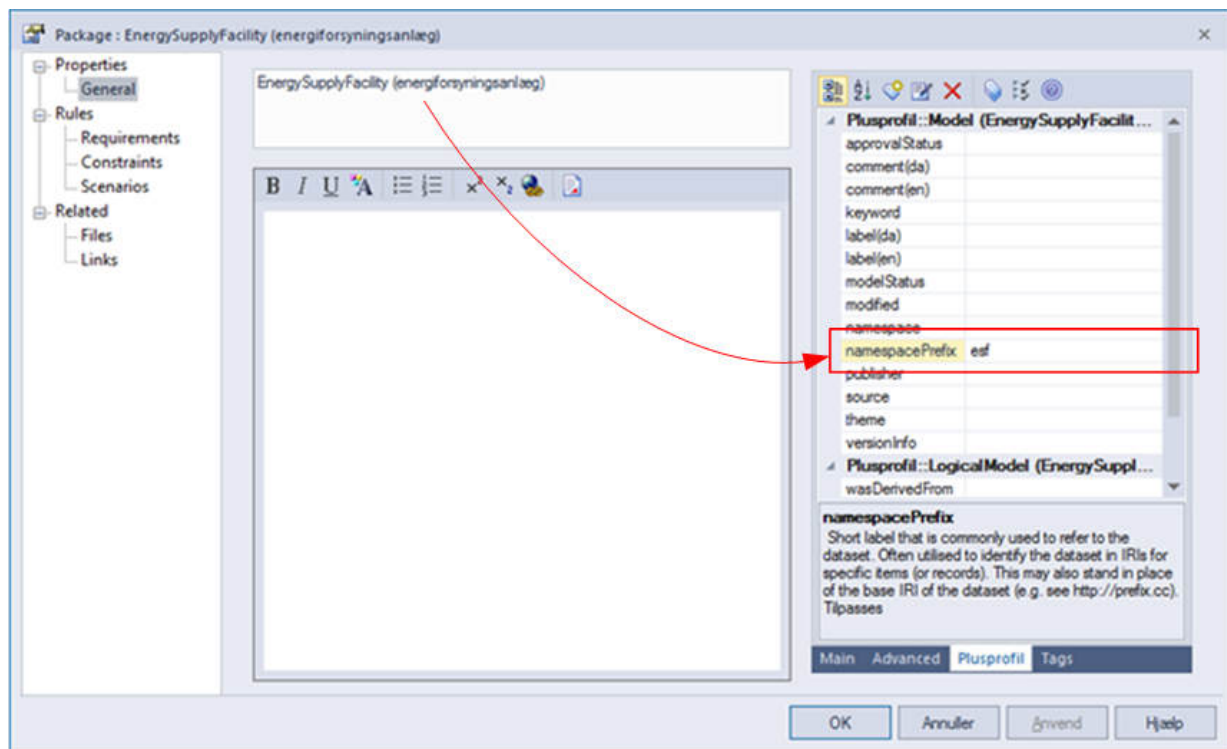 Package : EnergySupplyFacility (energiforsyningsanlæg)
Properties
General
Rules
Requirements
Constraints
Scenarios
Related
Files
Links
EnergySupplyFacility (energiforsyningsanlæg)
B I U A
Plusprofil::Model (EnergySupplyFacilit...
approvalStatus
comment(da)
comment(en)
keyword
label(da)
label(en)
modelStatus
modified
namespace
namespacePrefix esf
publisher
source
theme
versionInfo
Plusprofil::LogicalModel (EnergySuppl...
wasDerivedFrom
namespacePrefix
Short label that is commonly used to refer to the
dataset. Often utilised to identify the dataset in IRIs for
specific items (or records). This may also stand in place
of the base IRI of the dataset (e.g. see http://prefix.cc).
Tilpasses
Main Advanced Plusprofil Tags
OK Annuller Anvend Hjælp